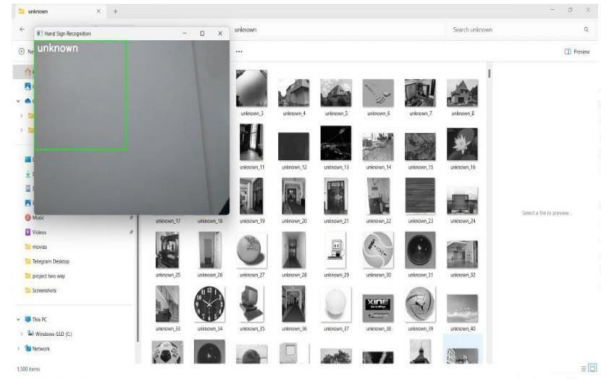 unknown
Hand Sign Recognition
unknown
Search unknown
unknown
Preview
unknown_3
unknown_4
unknown_5
unknown_6
unknown_7
unknown_8
unknown_11
unknown_12
unknown_13
unknown_14
unknown_15
unknown_16
unknown_17
unknown_18
unknown_19
unknown_20
unknown_21
unknown_22
unknown_23
unknown_24
Select a file to preview.
Music
Videos
movies
Telegram Desktop
project two way
Screenshots
unknown_25
unknown_26
unknown_27
unknown_28
unknown_29
unknown_30
unknown_31
unknown_32
This PC
Windows-SSD (C:)
Network
unknown_33
unknown_34
unknown_35
unknown_36
unknown_37
unknown_38
unknown_39
unknown_40
1,500 items